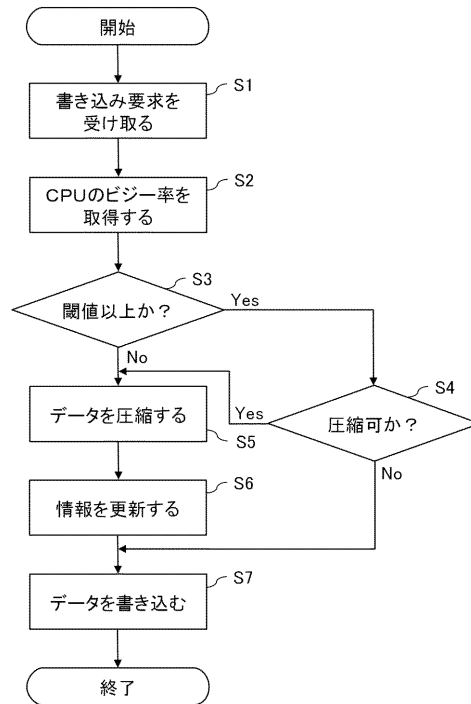 開始
S1
書き込み要求を
受け取る
S2
CPUのビジー率を
取得する
S3
閾値以上か？
Yes
No
S4
圧縮可か？
Yes
No
データを圧縮する
S5
S6
情報を更新する
S7
データを書き込む
終了